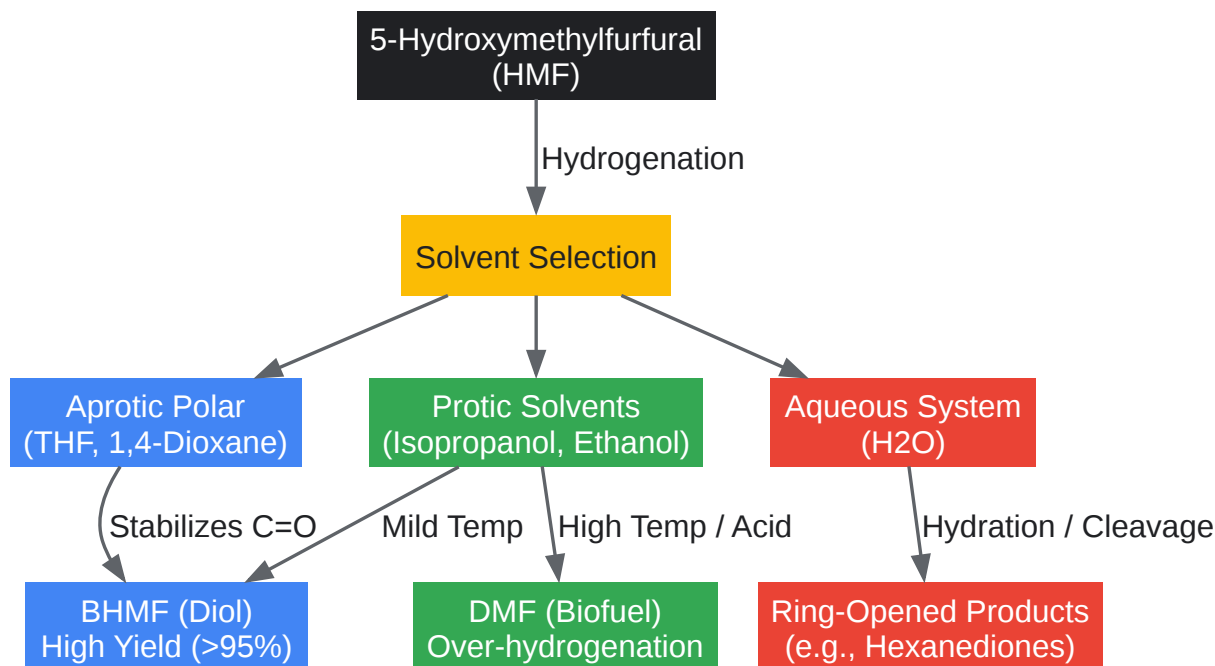 5-Hydroxymethylfurfural
(HMF)
Hydrogenation
Solvent Selection
Aprotic Polar
(THF, 1,4-Dioxane)
Protic Solvents
(Isopropanol, Ethanol)
Aqueous System
(H2O)
Stabilizes C=O
Mild Temp
High Temp / Acid
Hydration / Cleavage
BHMF (Diol)
High Yield (>95%)
DMF (Biofuel)
Over-hydrogenation
Ring-Opened Products
(e.g., Hexanediones)